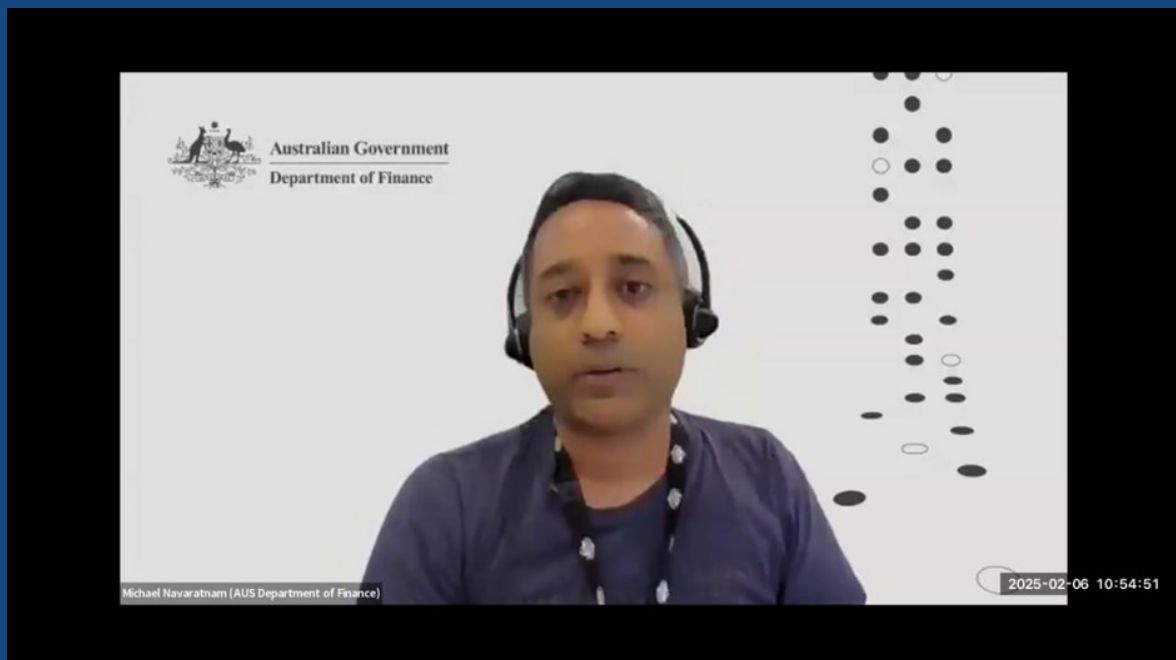 Australian Government
Department of Finance
Michael Navaratnam (AUS Department of Finance)
2025-02-06 10:54:51